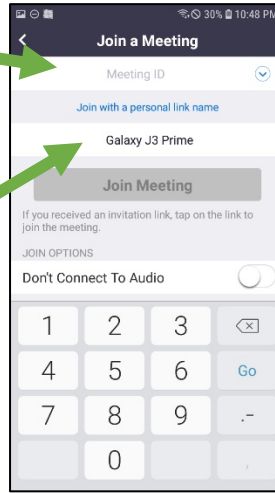 30% 10:48 PM
Join a Meeting
Meeting ID
Join with a personal link name
Galaxy J3 Prime
Join Meeting
If you received an invitation link, tap on the link to
join the meeting.
JOIN OPTIONS
Don't Connect To Audio
1 2 3
4 5 6 Go
7 8 9 .-
0 ,